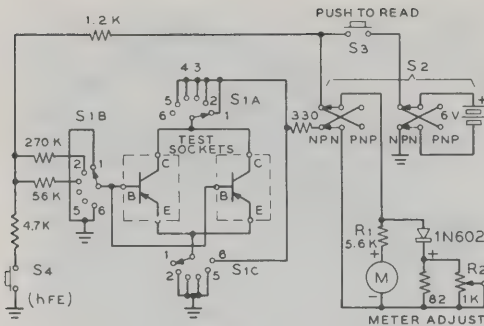 PUSH TO READ
1.2 K
S3
S2
4 3
5
2
6
1
S1A
+
6V
330
NPN
PNP
NPN
PNP
S1B
TEST
SOCKETS
270 K
1
2
C
C
56 K
B
B
5
6
E
E
R1
5.6K
1N602
4.7K
+
+
1
6
2
5
S1C
M
R2
1K
S4
(hFE)
-
82
METER ADJUST